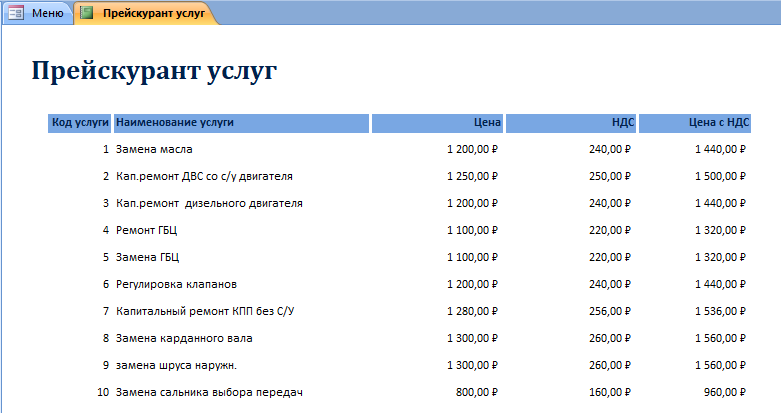 Меню Прейскурант услуг
Прейскурант услуг
Код услуги Наименование услуги Цена НДС Цена с НДС
1 Замена масла 1 200,00 ₽ 240,00 ₽ 1 440,00 ₽
2 Кап.ремонт ДВС со с/у двигателя 1 250,00 ₽ 250,00 ₽ 1 500,00 ₽
3 Кап.ремонт  дизельного двигателя 1 200,00 ₽ 240,00 ₽ 1 440,00 ₽
4 Ремонт ГБЦ 1 100,00 ₽ 220,00 ₽ 1 320,00 ₽
5 Замена ГБЦ 1 100,00 ₽ 220,00 ₽ 1 320,00 ₽
6 Регулировка клапанов 1 200,00 ₽ 240,00 ₽ 1 440,00 ₽
7 Капитальный ремонт КПП без С/У 1 280,00 ₽ 256,00 ₽ 1 536,00 ₽
8 Замена карданного вала 1 300,00 ₽ 260,00 ₽ 1 560,00 ₽
9 замена шруса наружн. 1 300,00 ₽ 260,00 ₽ 1 560,00 ₽
10 Замена сальника выбора передач 800,00 ₽ 160,00 ₽ 960,00 ₽